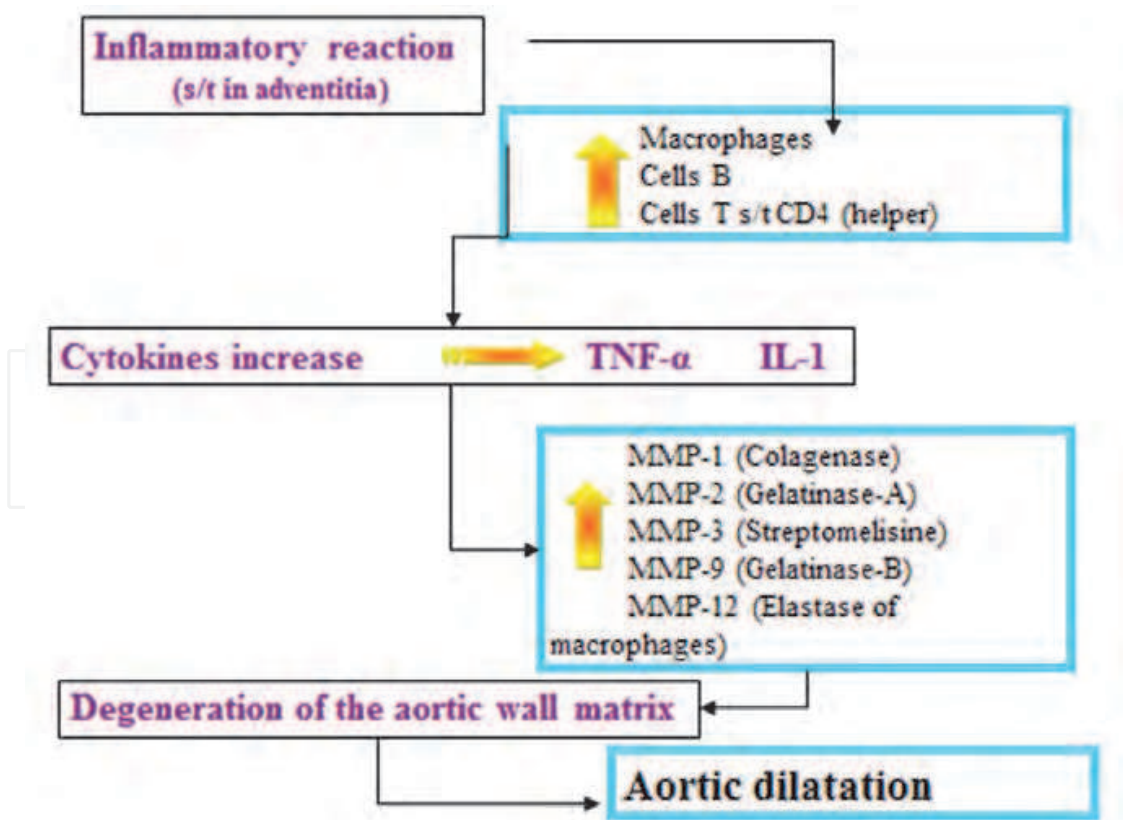 Inflammatory reaction
(s/t in adventitia)
Macrophages
Cells B
Cells T s/t CD4 (helper)
Cytokines increase TNF-α IL-1
MMP-1 (Colagenase)
MMP-2 (Gelatinase-A)
MMP-3 (Streptomelisine)
MMP-9 (Gelatinase-B)
MMP-12 (Elastase of
macrophages)
Degeneration of the aortic wall matrix
Aortic dilatation